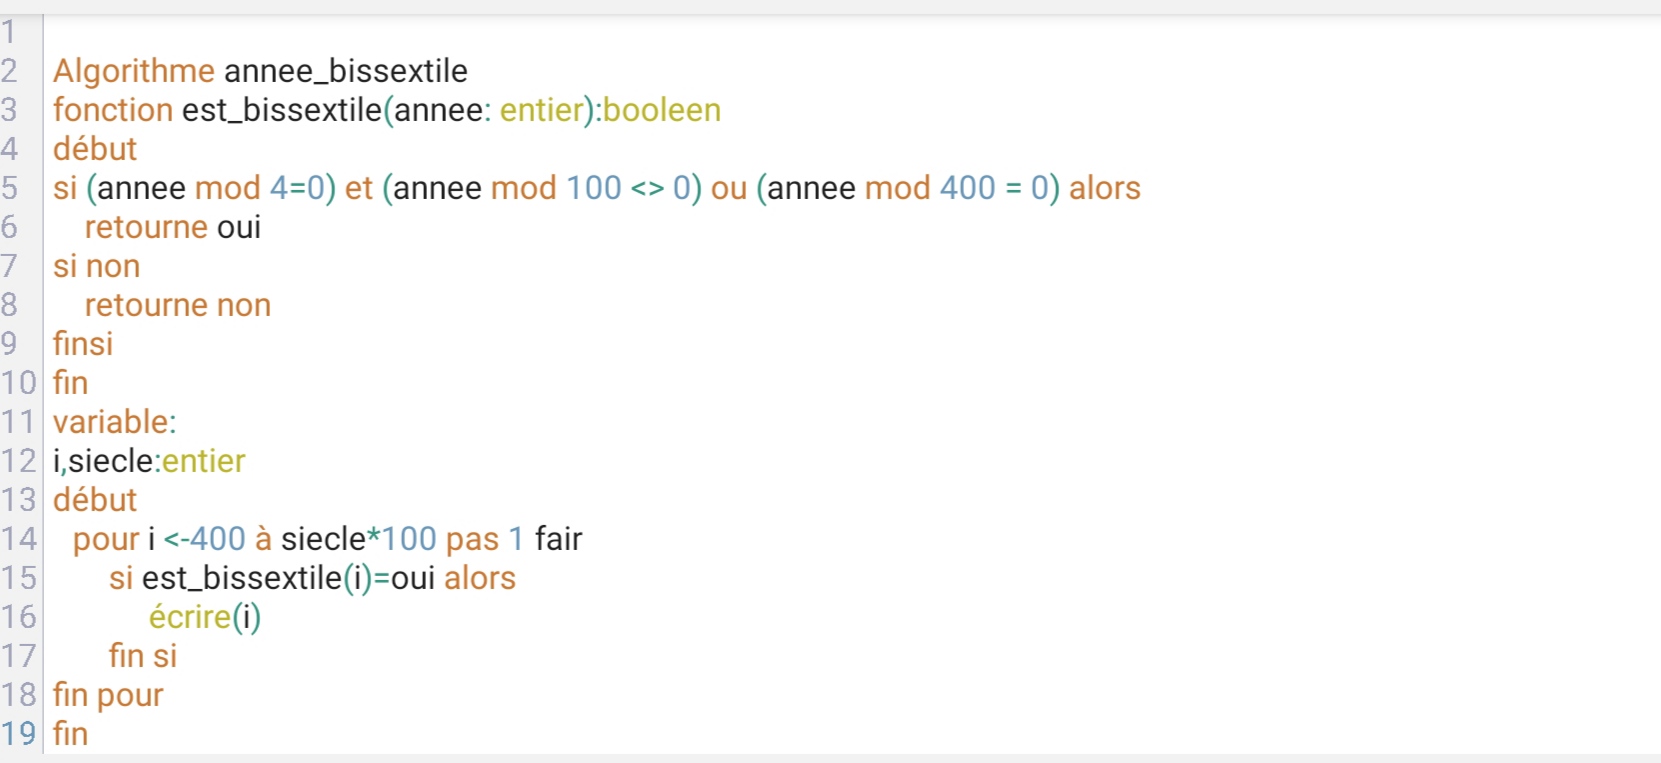 1
2 Algorithme annee_bissextile
3 fonction est_bissextile(annee: entier):booleen
4 début
5 si (annee mod 4=0) et (annee mod 100 <> 0) ou (annee mod 400 = 0) alors
6 retourne oui
7 si non
8 retourne non
9 finsi
10 fin
11 variable:
12 i,siecle:entier
13 début
14 pour i <-400 à siecle*100 pas 1 fair
15 si est_bissextile(i)=oui alors
16 écrire(i)
17 fin si
18 fin pour
19 fin